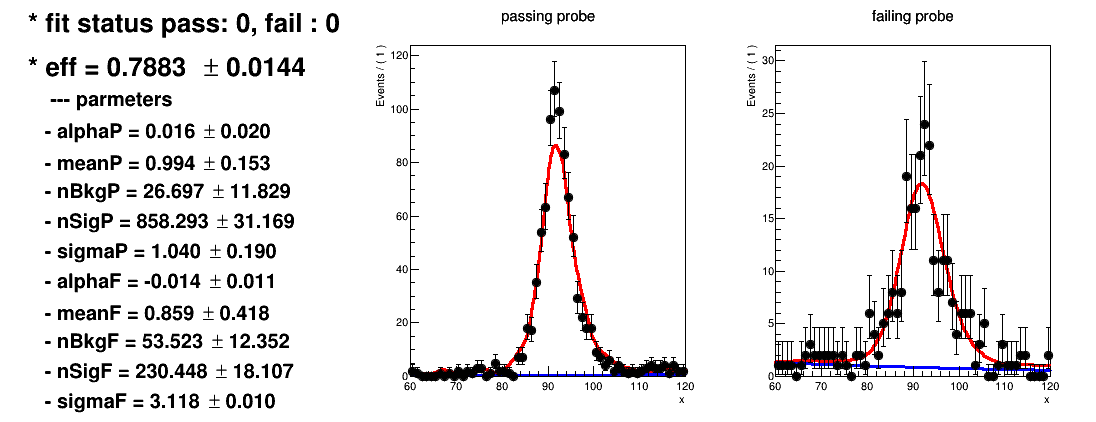 * fit status pass: 0, fail : 0
* eff = 0.7883 ± 0.0144
--- parmeters
- alphaP = 0.016 ± 0.020
- meanP = 0.994 ± 0.153
- nBkgP = 26.697 ± 11.829
- nSigP = 858.293 ± 31.169
- sigmaP = 1.040 ± 0.190
- alphaF = -0.014 ± 0.011
- meanF = 0.859 ± 0.418
- nBkgF = 53.523 ± 12.352
- nSigF = 230.448 ± 18.107
- sigmaF = 3.118 ± 0.010
passing probe
Events / ( 1 )
120
100
80
60
40
20
0
60 70 80 90 100 110 120
x
failing probe
Events / ( 1 )
30
25
20
15
10
5
0
60 70 80 90 100 110 120
x